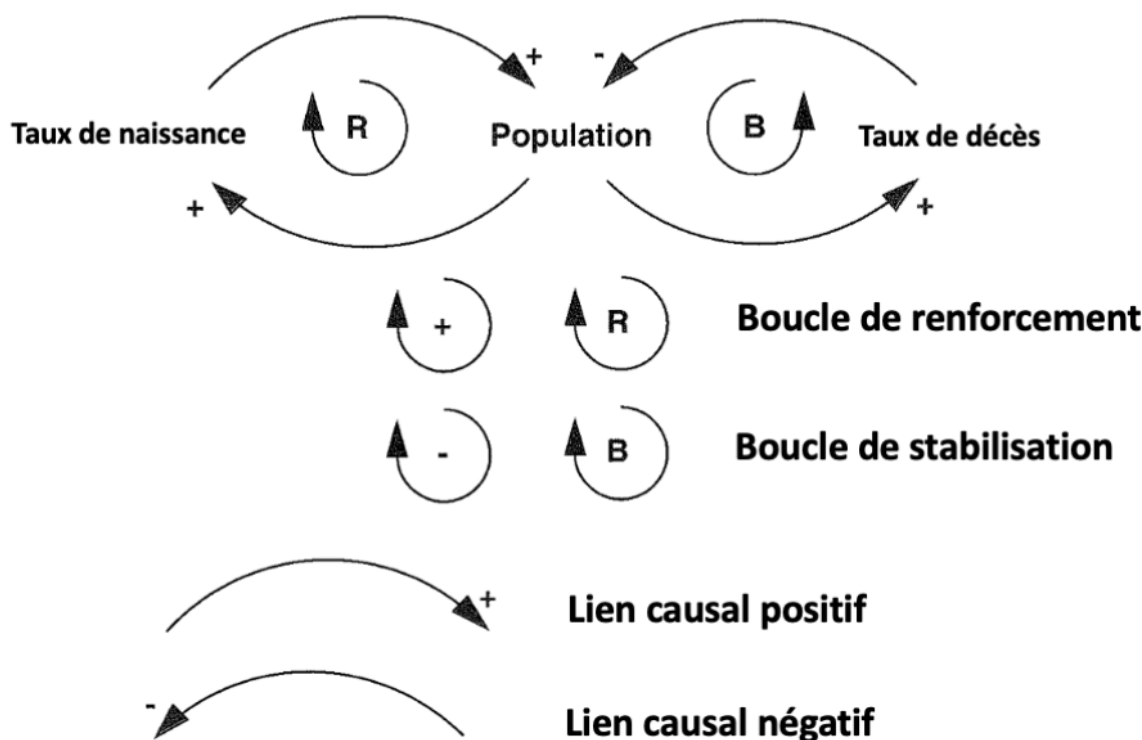 + -
Taux de naissance R Population B Taux de décès
+ +
+ R Boucle de renforcement
- B Boucle de stabilisation
+ Lien causal positif
- Lien causal négatif